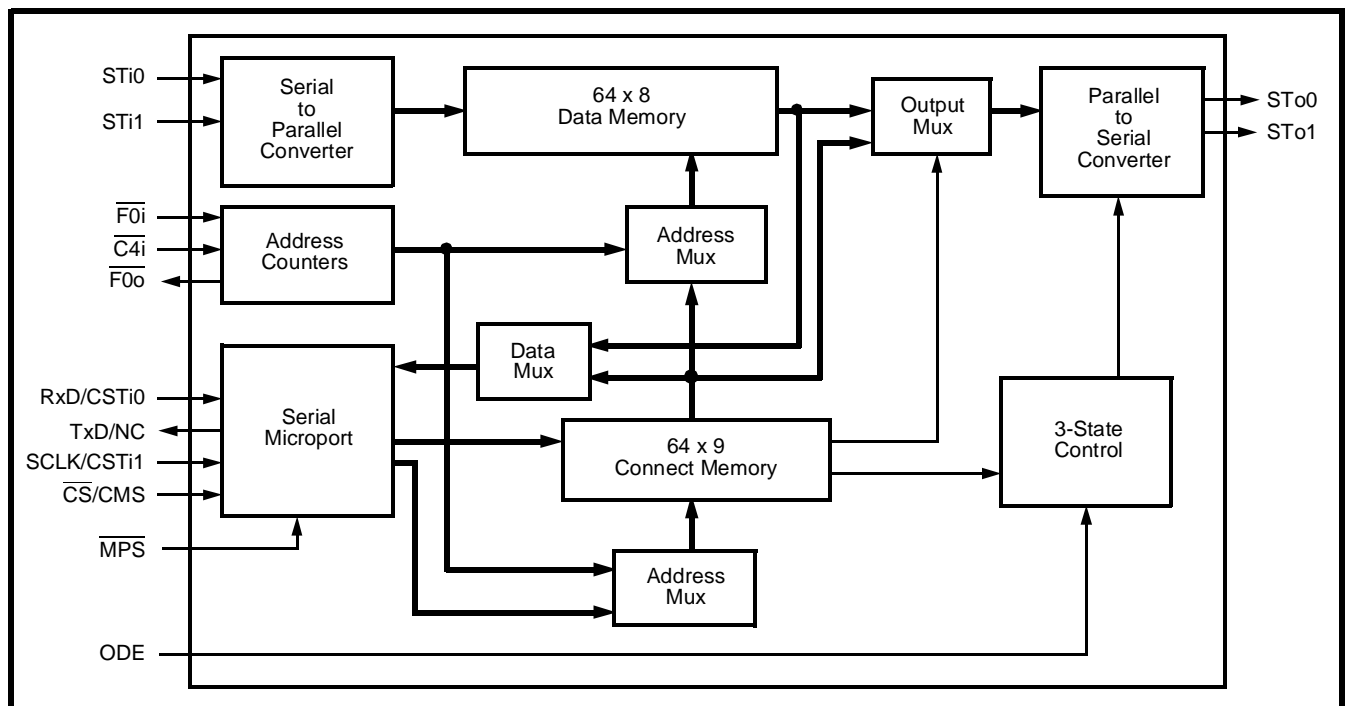 STi0
STi1
Serial
to
Parallel
Converter
64 x 8
Data Memory
Output
Mux
Parallel
to
Serial
Converter
STo0
STo1
F0i
C4i
F0o
Address
Counters
Address
Mux
Data
Mux
RxD/CSTi0
TxD/NC
SCLK/CSTi1
CS/CMS
MPS
Serial
Microport
64 x 9
Connect Memory
3-State
Control
Address
Mux
ODE